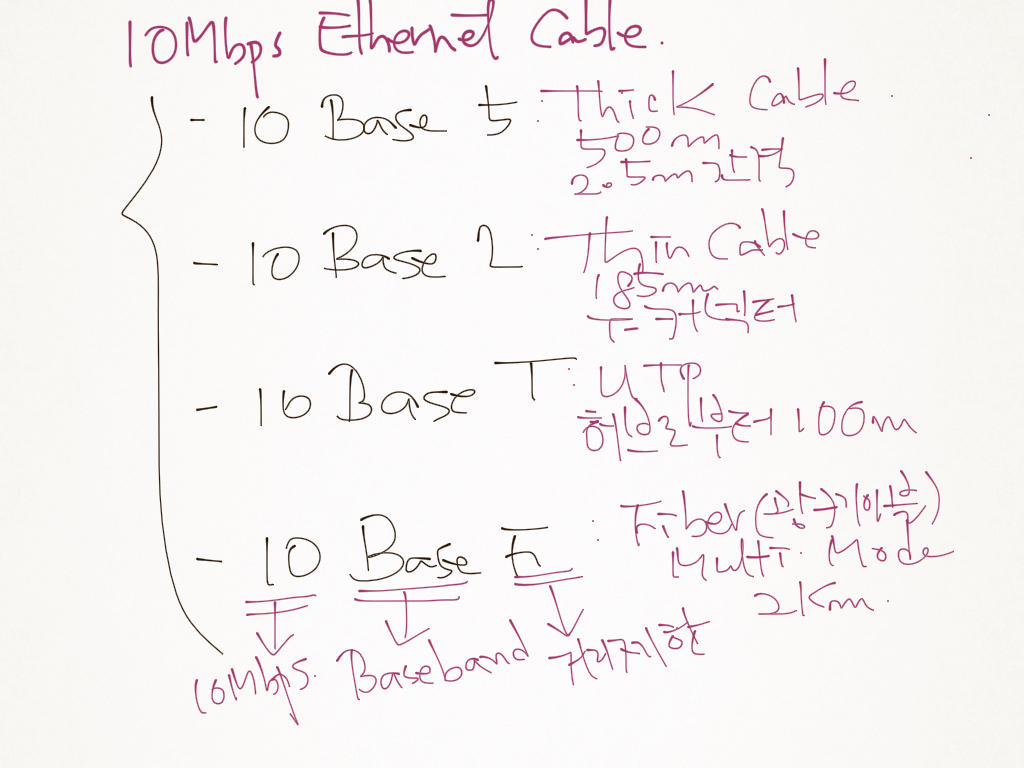 10Mbps Ethernet Cable.
- 10 Base 5 : Thick Cable.
500m
2.5m 간격
- 10 Base 2 : Thin Cable
185m
T-커넥터
- 10 Base T : UTP
허브로부터 100m
- 10 Base F : Fiber (광케이블)
Multi Mode
2Km.
10Mbps. Baseband 거리제한